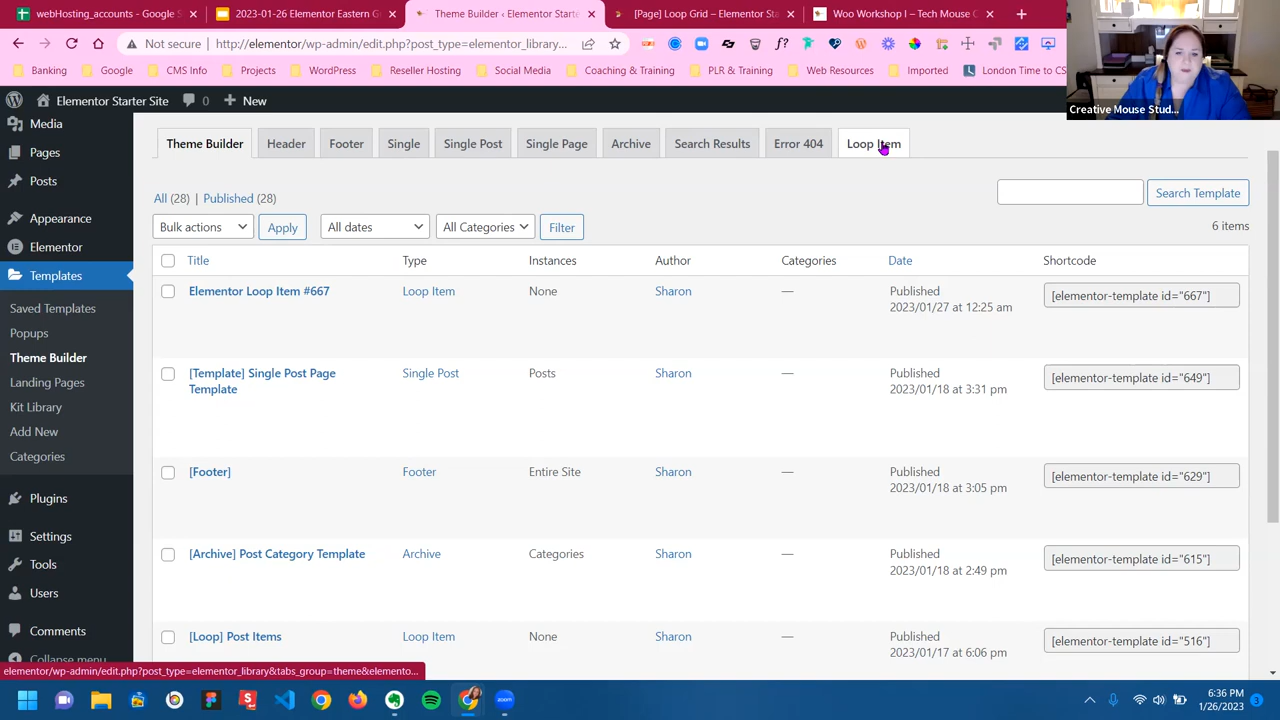 webHosting_accounts - Google S
2023-01-26 Elementor Eastern G
Theme Builder ‹ Elementor Starte
[Page] Loop Grid – Elementor St
Woo Workshop I – Tech Mouse C
Not secure | http://elementor/wp-admin/edit.php?post_type=elementor_library...
Banking
Google
CMS Info
Projects
WordPress
Reseller Hosting
Social Media
Coaching & Training
PLR & Training
Web Resources
Importa
London Time to CS
Creative Mouse Stud...
Elementor Starter Site
0
New
Media
Pages
Posts
Appearance
Elementor
Templates
Saved Templates
Popups
Theme Builder
Landing Pages
Kit Library
Add New
Categories
Plugins
Settings
Tools
Users
Comments
Collapse menu
Theme Builder
Header
Footer
Single
Single Post
Single Page
Archive
Search Results
Error 404
Loop Item
All (28) | Published (28)
Search Template
Bulk actions
Apply
All dates
All Categories
Filter
6 items
Title
Type
Instances
Author
Categories
Date
Shortcode
Elementor Loop Item #667
Loop Item
None
Sharon
—
Published
2023/01/27 at 12:25 am
[elementor-template id="667"]
[Template] Single Post Page
Template
Single Post
Posts
Sharon
—
Published
2023/01/18 at 3:31 pm
[elementor-template id="649"]
[Footer]
Footer
Entire Site
Sharon
—
Published
2023/01/18 at 3:05 pm
[elementor-template id="629"]
[Archive] Post Category Template
Archive
Categories
Sharon
—
Published
2023/01/18 at 2:49 pm
[elementor-template id="615"]
[Loop] Post Items
Loop Item
None
Sharon
—
Published
2023/01/17 at 6:06 pm
[elementor-template id="516"]
elementor/wp-admin/edit.php?post_type=elementor_library&tabs_group=theme&elemento...
6:36 PM
1/26/2023
3